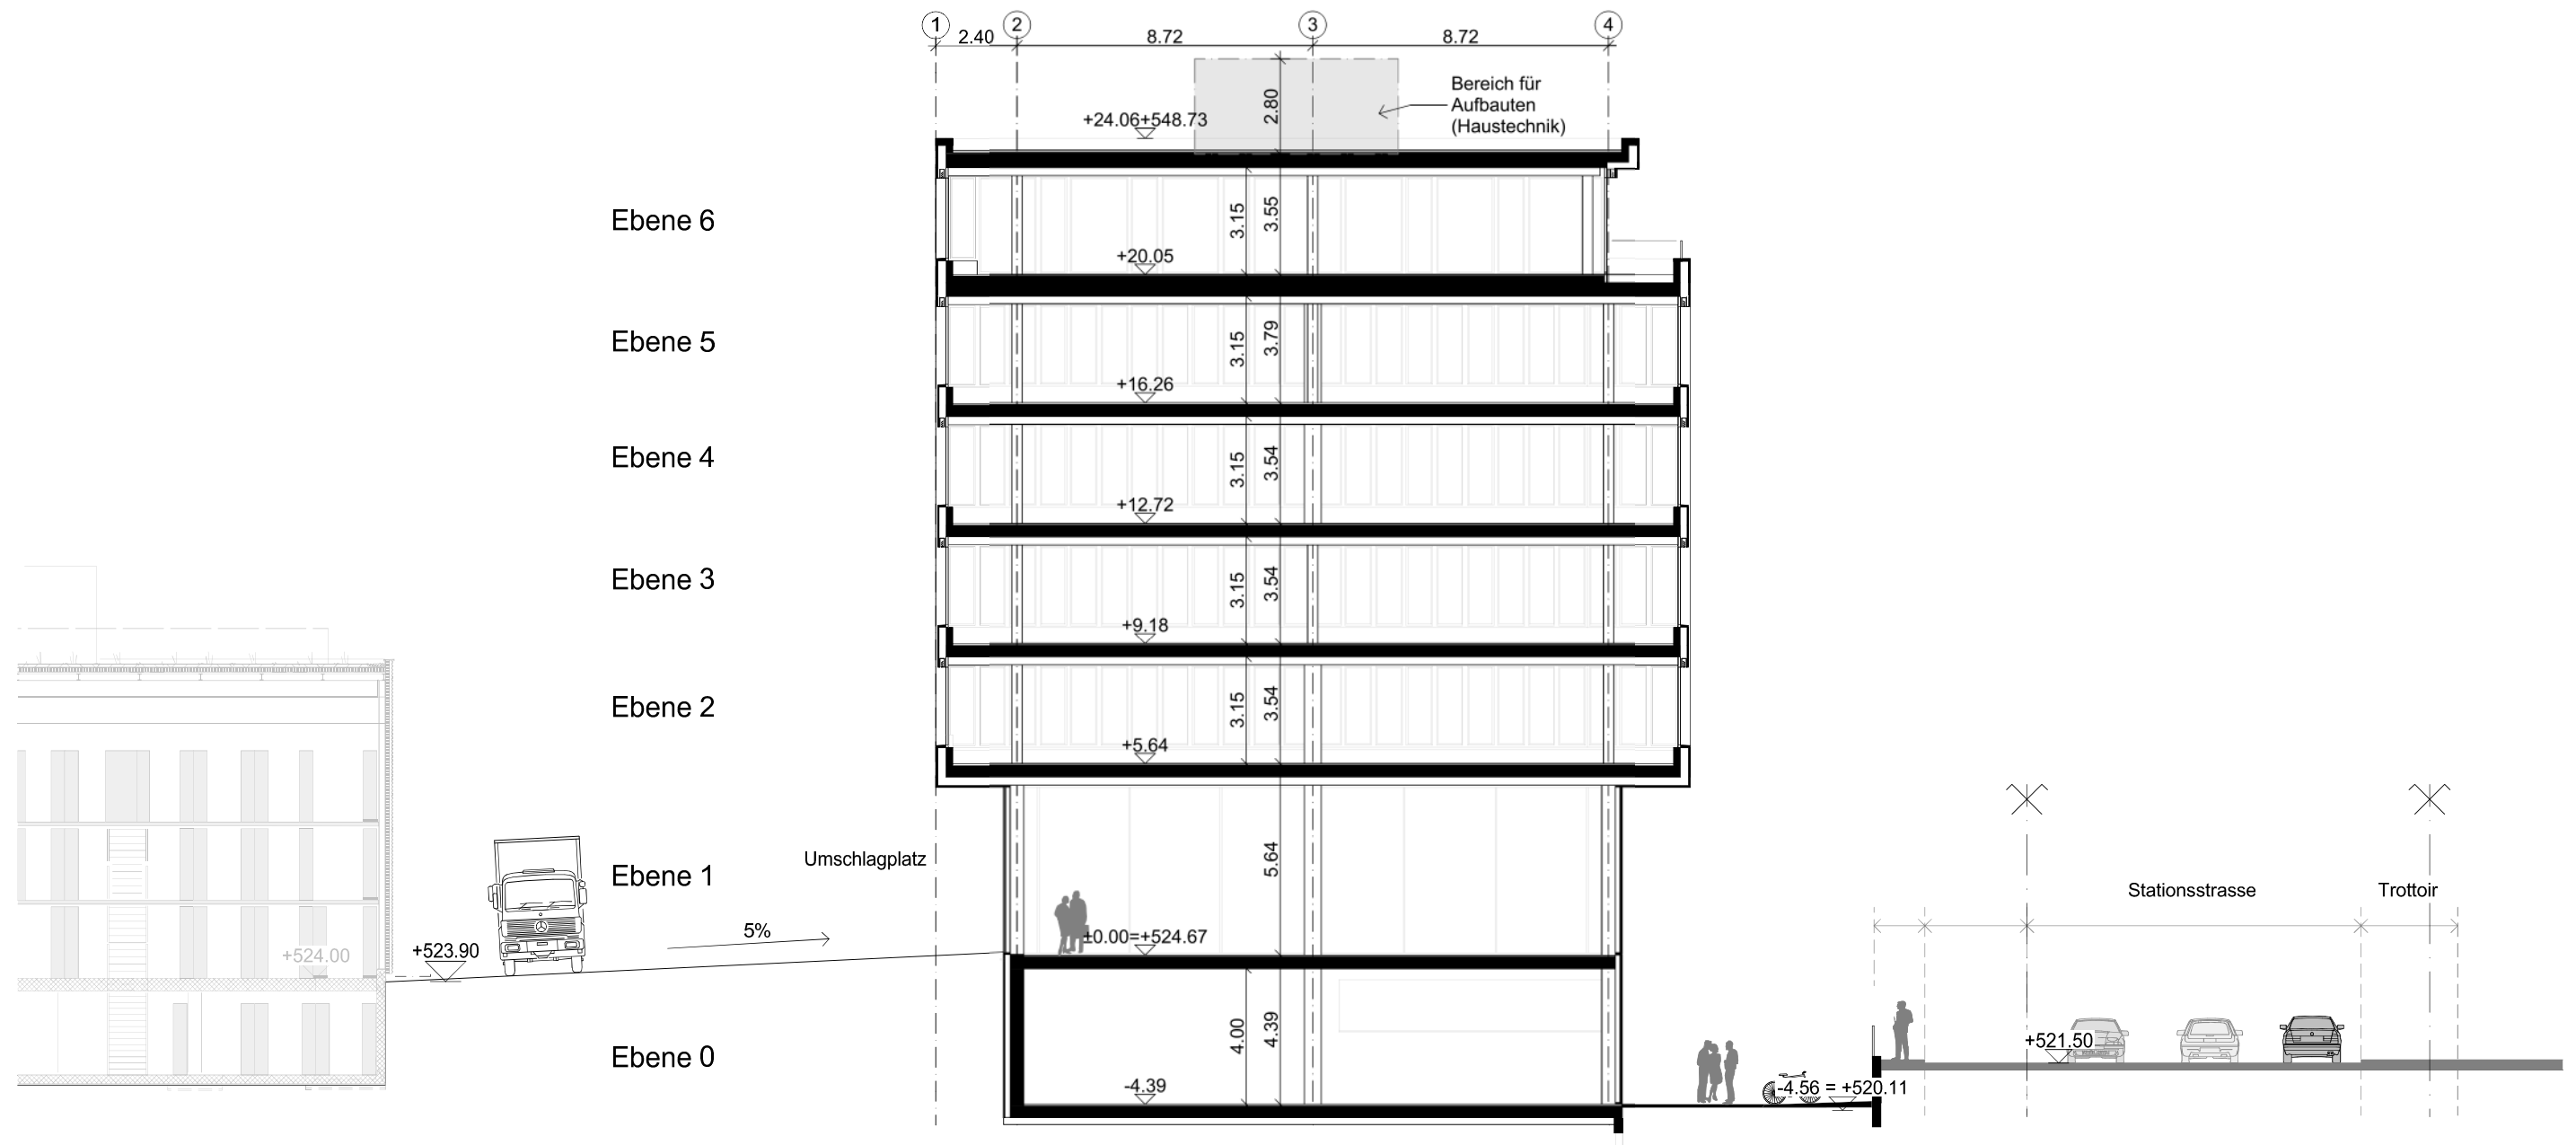 1
2
3
4
2.40
8.72
8.72
Bereich für
Aufbauten
(Haustechnik)
2.80
+24.06+548.73
Ebene 6
3.15
3.55
+20.05
Ebene 5
3.15
3.79
+16.26
Ebene 4
3.15
3.54
+12.72
Ebene 3
3.15
3.54
+9.18
Ebene 2
3.15
3.54
+5.64
Ebene 1
Umschlagplatz
5.64
Stationsstrasse
Trottoir
5%
±0.00=+524.67
+524.00
+523.90
Ebene 0
4.00
4.39
+521.50
-4.39
-4.56 = +520.11